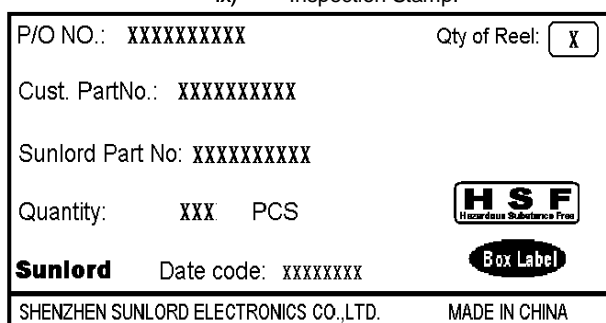 ix) Inspection Stamp.
P/O NO.: XXXXXXXXXX Qty of Reel: X
Cust. PartNo.: XXXXXXXXXX
Sunlord Part No: XXXXXXXXXX
Quantity: XXX PCS
HSF
Hazardous Substance Free
Sunlord Date code: XXXXXXXX
Box Label
SHENZHEN SUNLORD ELECTRONICS CO.,LTD. MADE IN CHINA